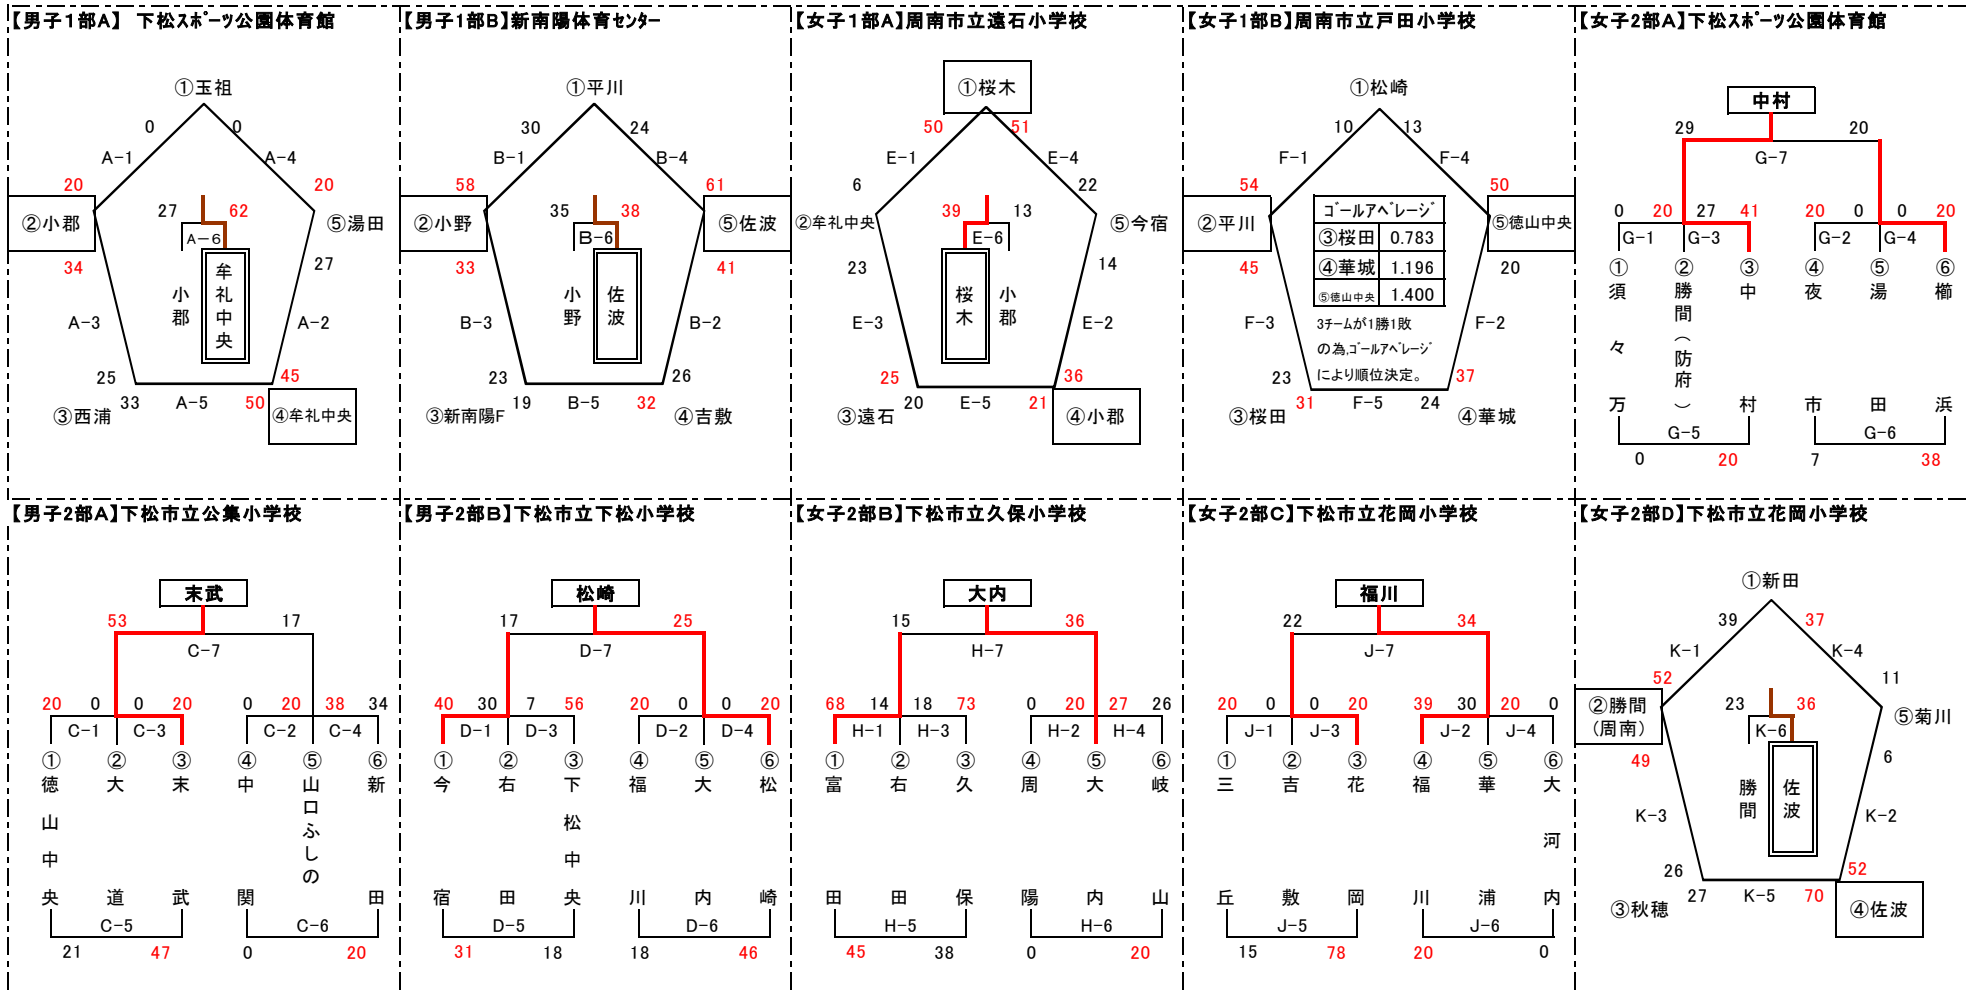 【男子1部A】 下松スポーツ公園体育館
①玉祖
0
0
A-1
A-4
20
20
②小郡
27
62
⑤湯田
A-6
34
27
小郡
牟礼中央
A-3
A-2
25
45
33
A-5
50
③西浦
④牟礼中央
【男子1部B】新南陽体育センター
①平川
30
24
B-1
B-4
58
61
②小野
35
38
⑤佐波
B-6
33
41
小野
佐波
B-3
B-2
23
26
19
B-5
32
③新南陽F
④吉敷
【女子1部A】周南市立遠石小学校
①桜木
50
51
E-1
E-4
6
22
②牟礼中央
39
13
⑤今宿
E-6
23
14
桜木
小郡
E-3
E-2
25
36
20
E-5
21
③遠石
④小郡
【女子1部B】周南市立戸田小学校
①松崎
10
13
F-1
F-4
54
50
②平川
ゴールアベレージ
⑤徳山中央
③桜田 0.783
④華城 1.196
⑤徳山中央 1.400
45
20
3チームが1勝1敗
の為,ゴールアベレージ
により順位決定。
F-3
F-2
23
37
31
F-5
24
③桜田
④華城
【女子2部A】下松スポーツ公園体育館
中村
29
20
G-7
0 20 27 41 20 0 0 20
G-1 G-3 G-2 G-4
①須々万
②勝間(防府)
③中村
④夜市
⑤湯田
⑥櫛浜
G-5
G-6
0 20 7 38
【男子2部A】下松市立公集小学校
末武
53
17
C-7
20 0 0 20 0 20 38 34
C-1 C-3 C-2 C-4
①徳山中央
②大道
③末武
④中関
⑤山口ふしの
⑥新田
C-5
C-6
21 47 0 20
【男子2部B】下松市立下松小学校
松崎
17
25
D-7
40 30 7 56 20 0 0 20
D-1 D-3 D-2 D-4
①今宿
②右田
③下松中央
④福川
⑤大内
⑥松崎
D-5
D-6
31 18 18 46
【女子2部B】下松市立久保小学校
大内
15
36
H-7
68 14 18 73 0 20 27 26
H-1 H-3 H-2 H-4
①富田
②右田
③久保
④周陽
⑤大内
⑥岐山
H-5
H-6
45 38 0 20
【女子2部C】下松市立花岡小学校
福川
22
34
J-7
20 0 0 20 39 30 20 0
J-1 J-3 J-2 J-4
①三丘
②吉敷
③花岡
④福川
⑤華浦
⑥大河内
J-5
J-6
15 78 20 0
【女子2部D】下松市立花岡小学校
①新田
39
37
K-1
K-4
52
11
②勝間
(周南)
23
36
⑤菊川
K-6
49
6
勝間
佐波
K-3
K-2
26
52
27
K-5
70
③秋穂
④佐波